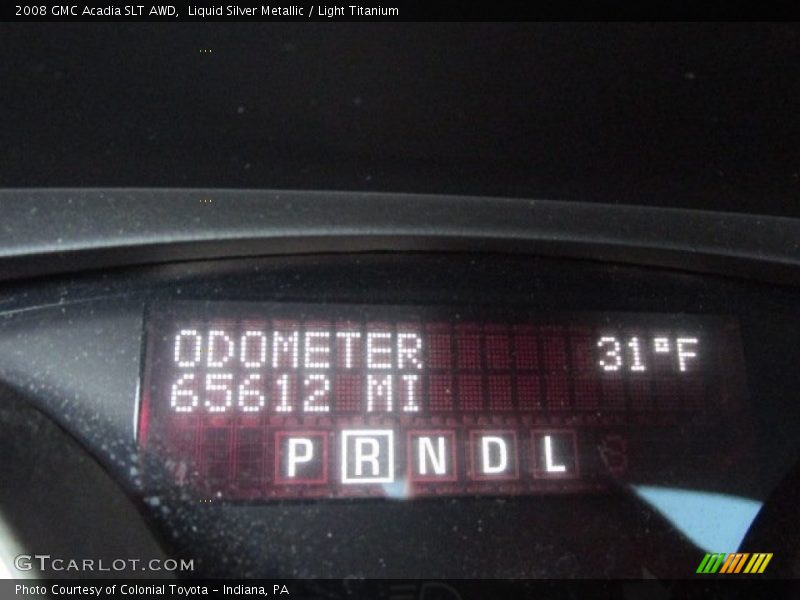 2008 GMC Acadia SLT AWD,  Liquid Silver Metallic / Light Titanium
ODOMETER 31°F
65612 MI
P R N D L
GTCARLOT.COM
Photo Courtesy of Colonial Toyota - Indiana, PA